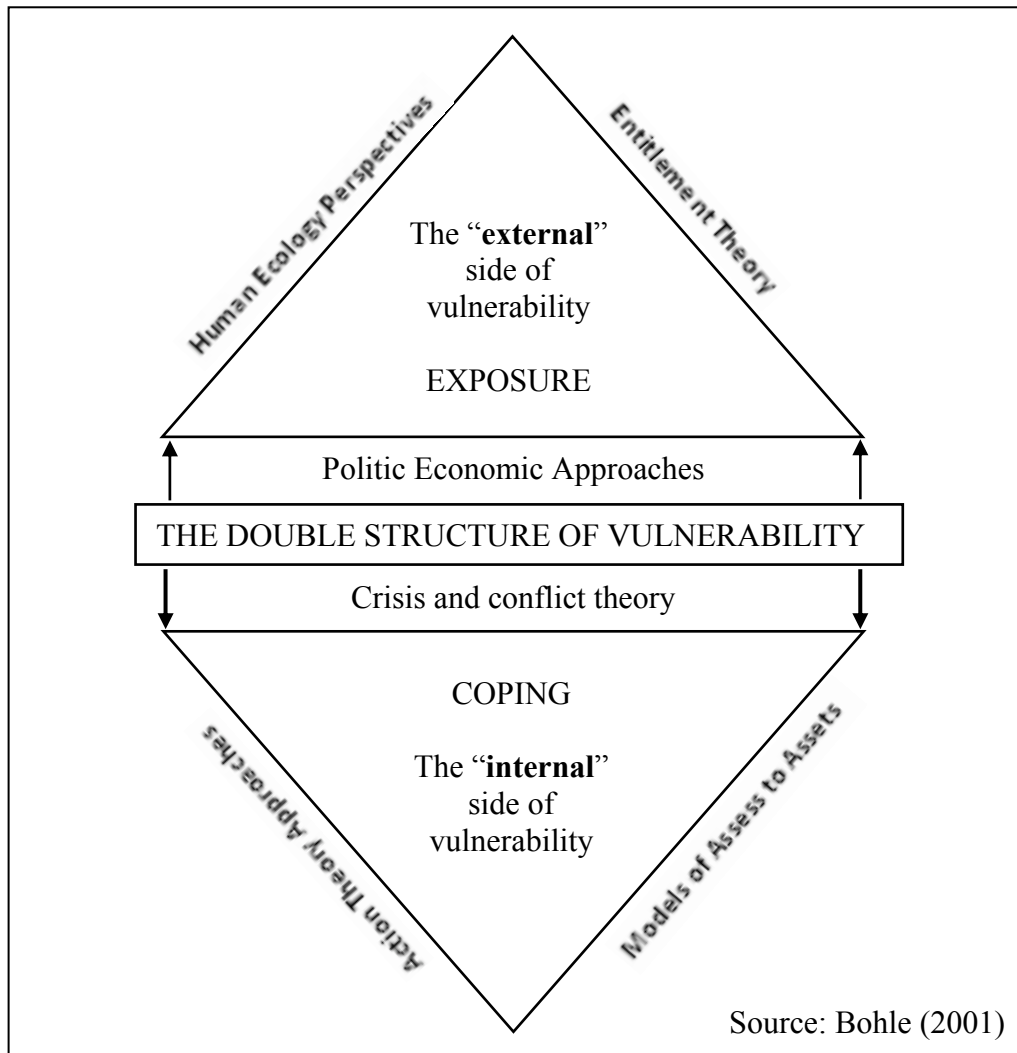 Human Ecology Perspectives
Entitlement Theory
The “external”
side of
vulnerability
EXPOSURE
Politic Economic Approaches
THE DOUBLE STRUCTURE OF VULNERABILITY
Crisis and conflict theory
COPING
The “internal”
side of
vulnerability
Action Theory Approaches
Models of Assess to Assets
Source: Bohle (2001)